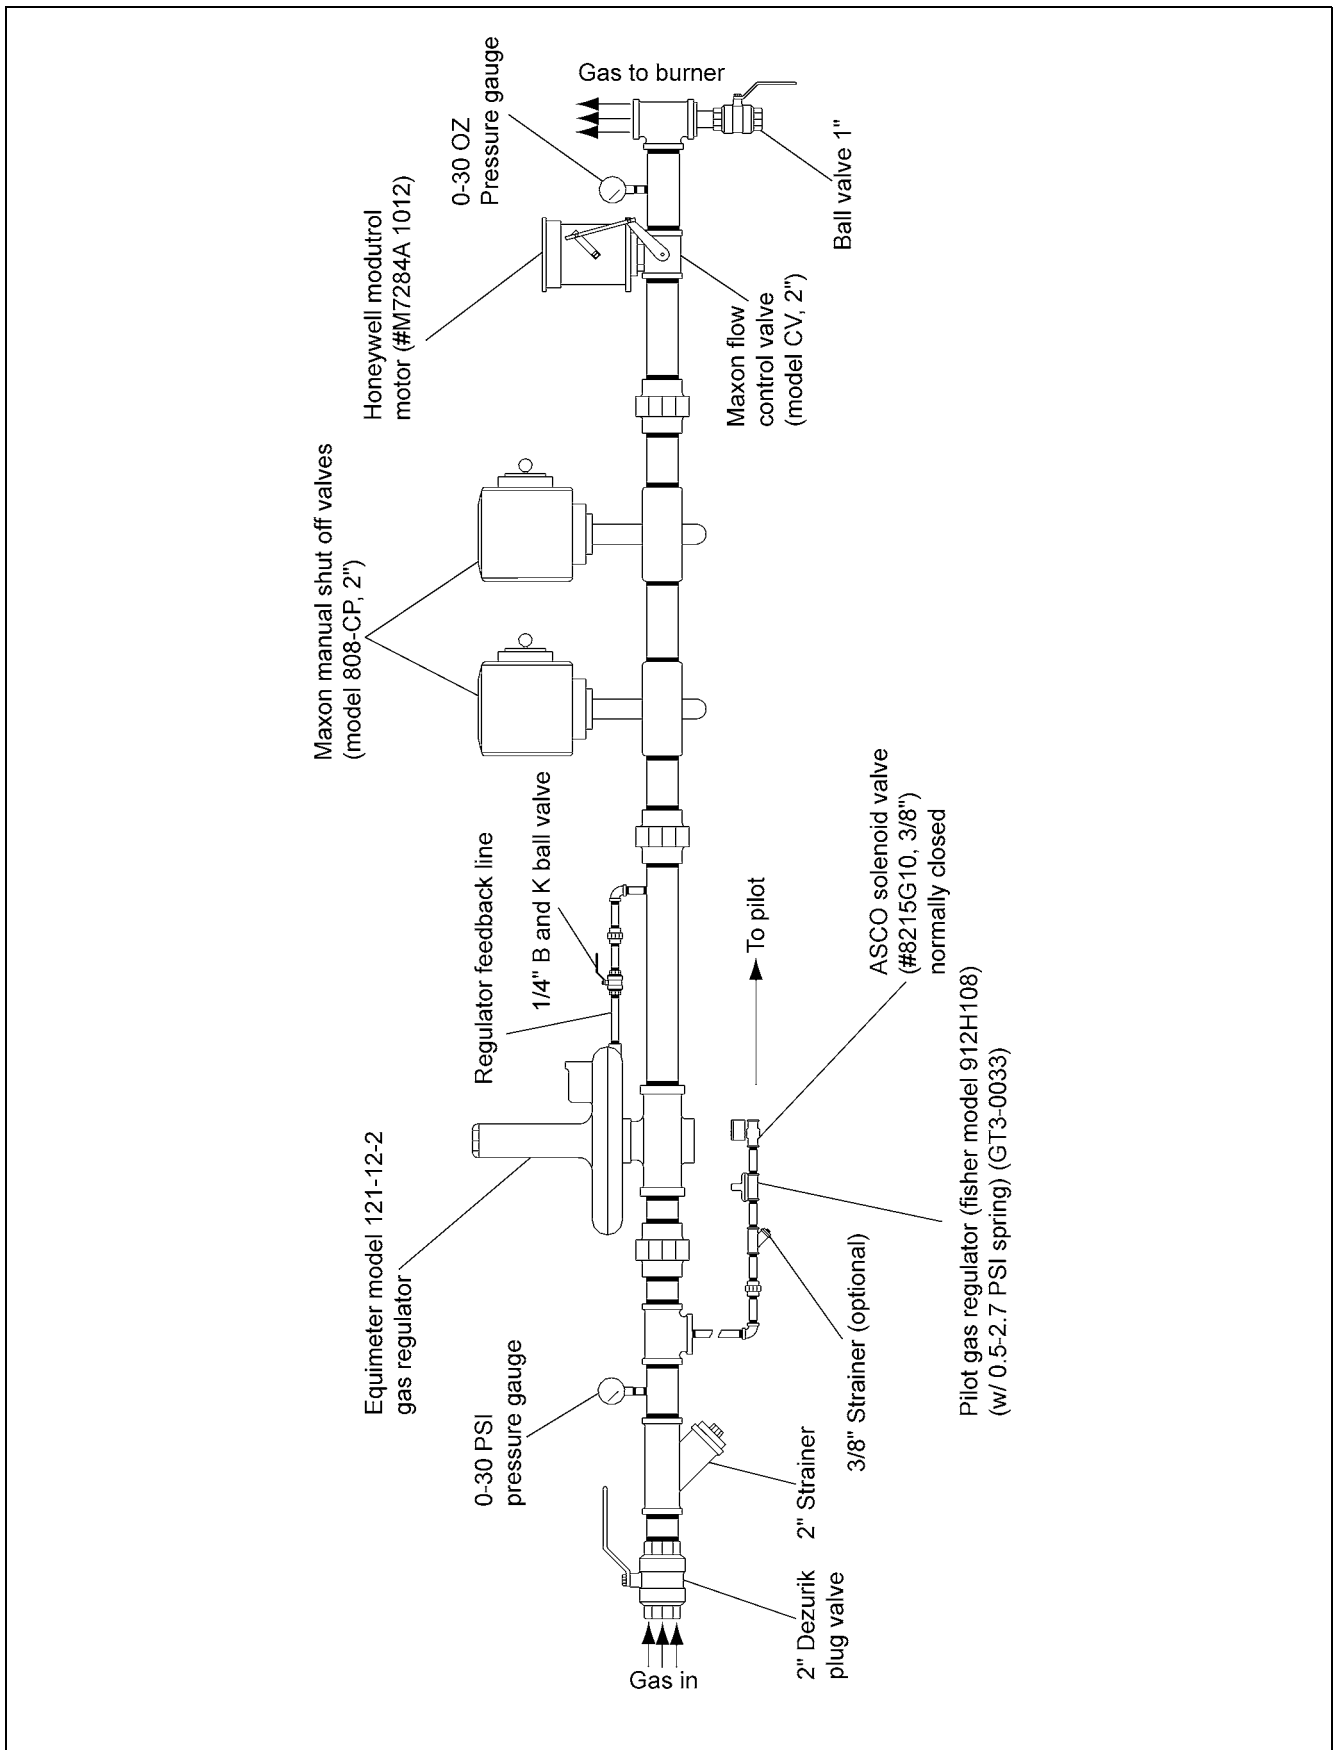 Gas to burner
0-30 OZ
Pressure gauge
Honeywell modutrol
motor (#M7284A 1012)
Ball valve 1"
Maxon flow
control valve
(model CV, 2")
Maxon manual shut off valves
(model 808-CP, 2")
Regulator feedback line
1/4" B and K ball valve
To pilot
ASCO solenoid valve
(#8215G10, 3/8")
normally closed
Equimeter model 121-12-2
gas regulator
Pilot gas regulator (fisher model 912H108)
(w/ 0.5-2.7 PSI spring) (GT3-0033)
3/8" Strainer (optional)
0-30 PSI
pressure gauge
2" Strainer
2" Dezurik
plug valve
Gas in